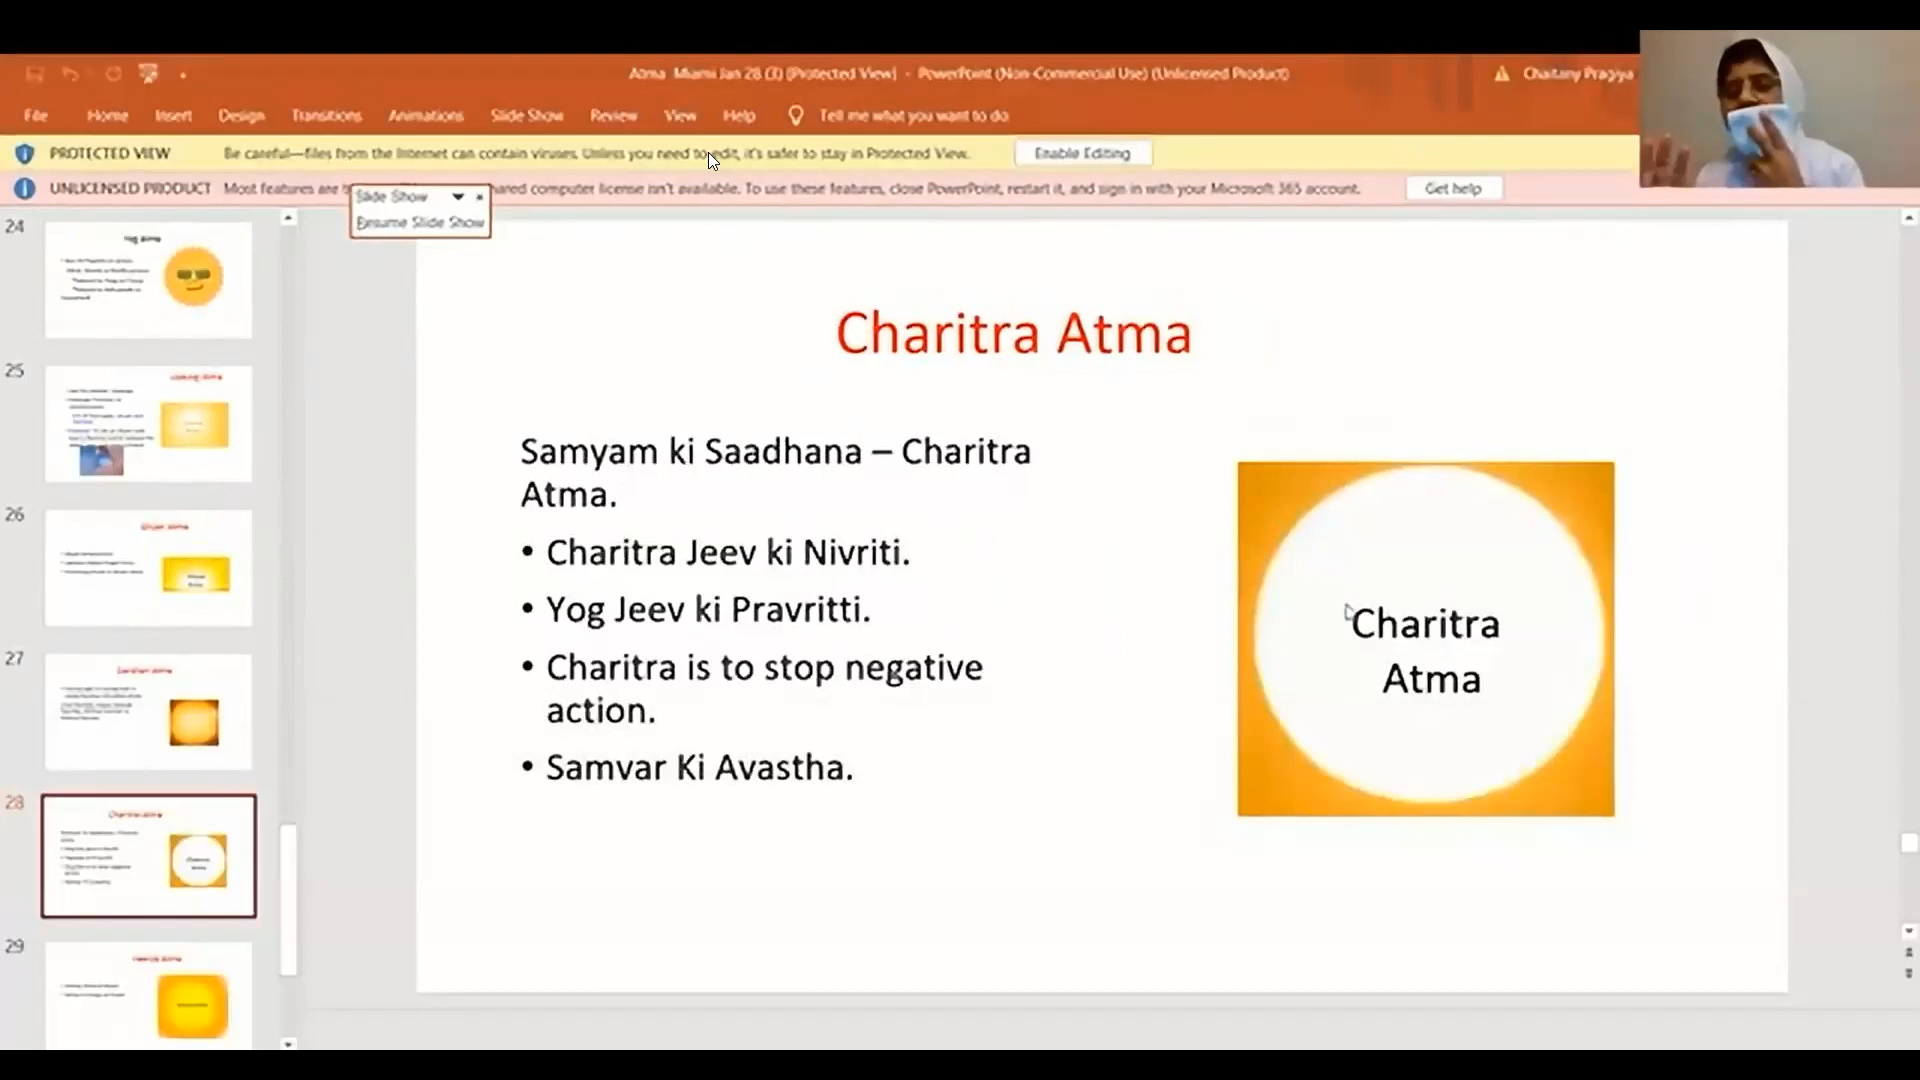 Atma Miami Jan 28 (3) [Protected View] - PowerPoint (Non-Commercial Use) (Unlicensed Product)
Chaitany Pragya
File Home Insert Design Transitions Animations Slide Show Review View Help Tell me what you want to do
PROTECTED VIEW Be careful—files from the Internet can contain viruses. Unless you need to edit, it's safer to stay in Protected View. Enable Editing
UNLICENSED PRODUCT Most features are hared computer license isn't available. To use these features, close PowerPoint, restart it, and sign in with your Microsoft 365 account. Get help
Slide Show
Resume Slide Show
24
Yog Atma
25
26
27
28
Charitra Atma
29
Charitra Atma
Samyam ki Saadhana – Charitra
Atma.
• Charitra Jeev ki Nivriti.
• Yog Jeev ki Pravritti.
• Charitra is to stop negative
action.
• Samvar Ki Avastha.
Charitra
Atma